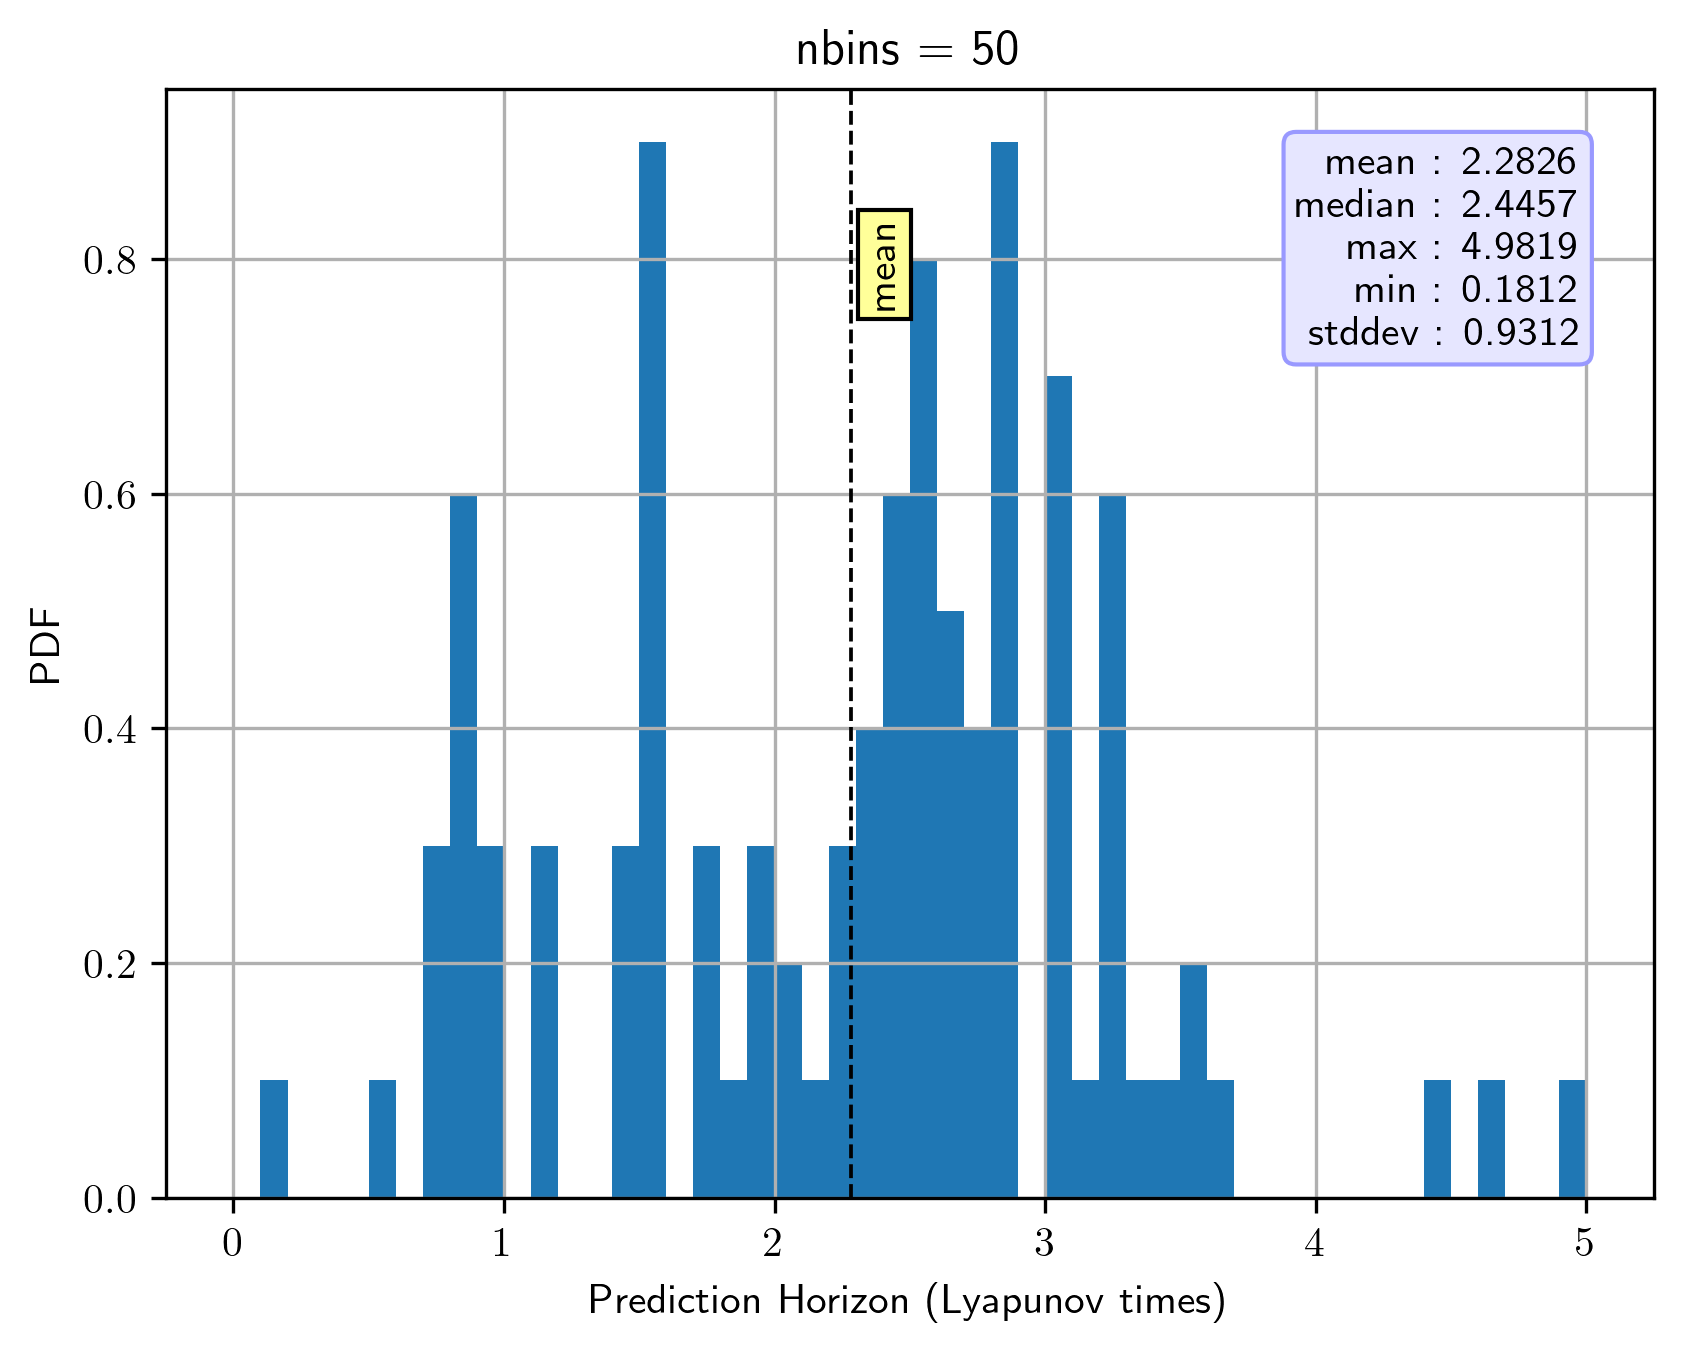 nbins = 50
mean : 2.2826
median : 2.4457
max : 4.9819
min : 0.1812
stddev : 0.9312
mean
0.8
0.6
0.4
0.2
0.0
PDF
0 1 2 3 4 5
Prediction Horizon (Lyapunov times)